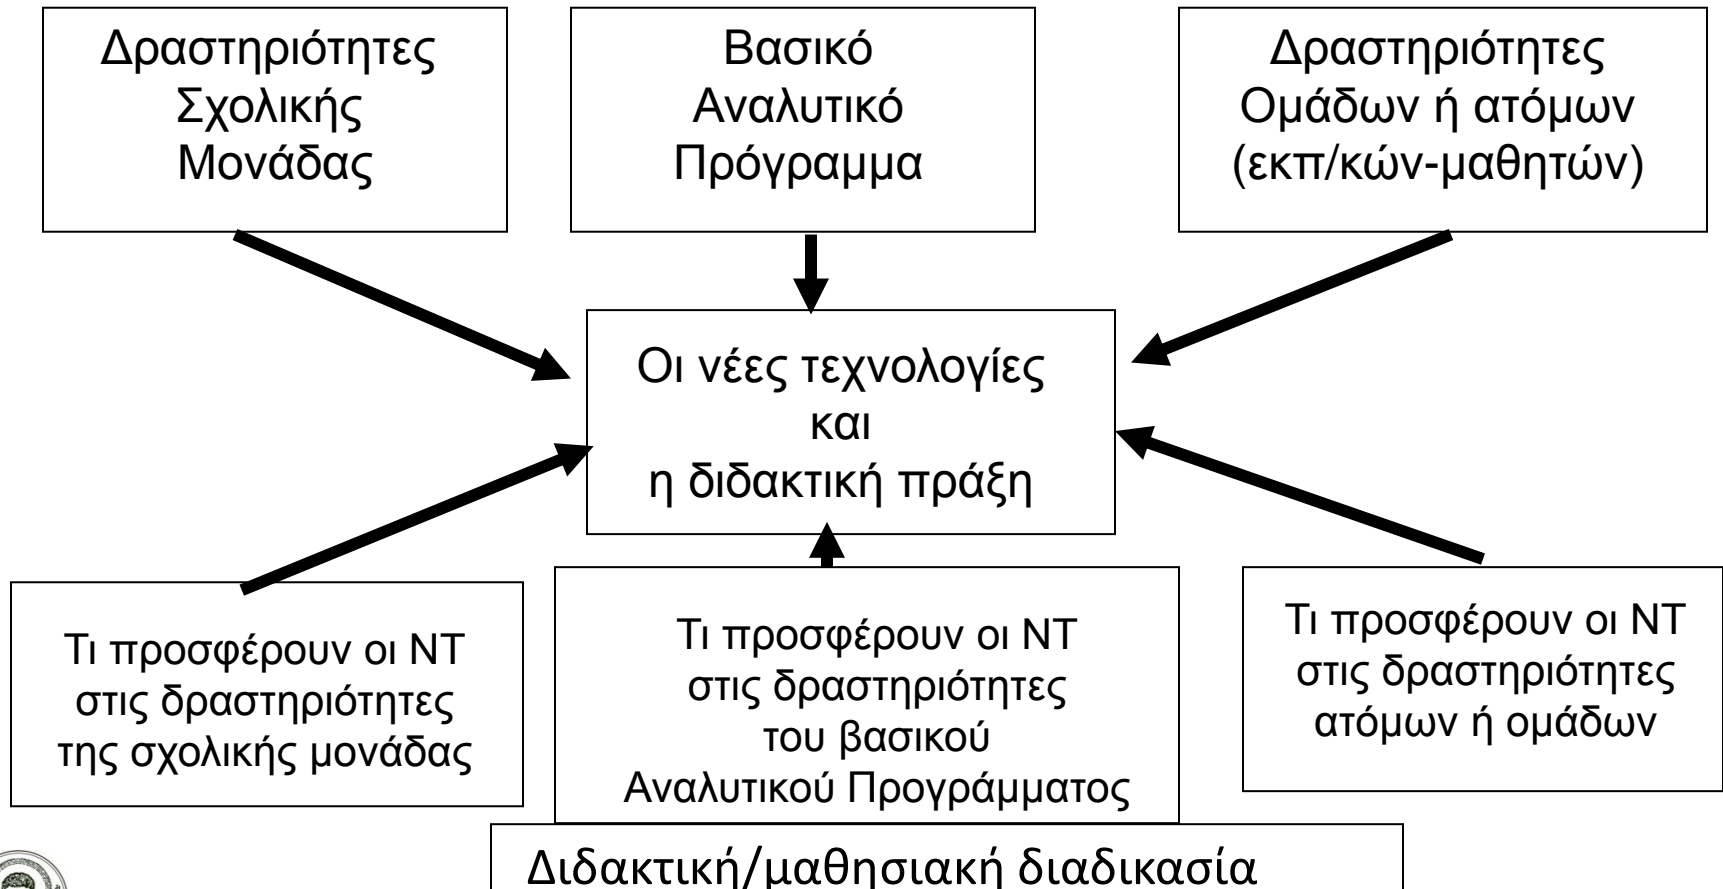 Δραστηριότητες
Σχολικής
Μονάδας
Βασικό
Αναλυτικό
Πρόγραμμα
Δραστηριότητες
Ομάδων ή ατόμων
(εκπ/κών-μαθητών)
Οι νέες τεχνολογίες
και
η διδακτική πράξη
Τι προσφέρουν οι ΝΤ
στις δραστηριότητες
της σχολικής μονάδας
Τι προσφέρουν οι ΝΤ
στις δραστηριότητες
του βασικού
Αναλυτικού Προγράμματος
Τι προσφέρουν οι ΝΤ
στις δραστηριότητες
ατόμων ή ομάδων
Διδακτική/μαθησιακή διαδικασία